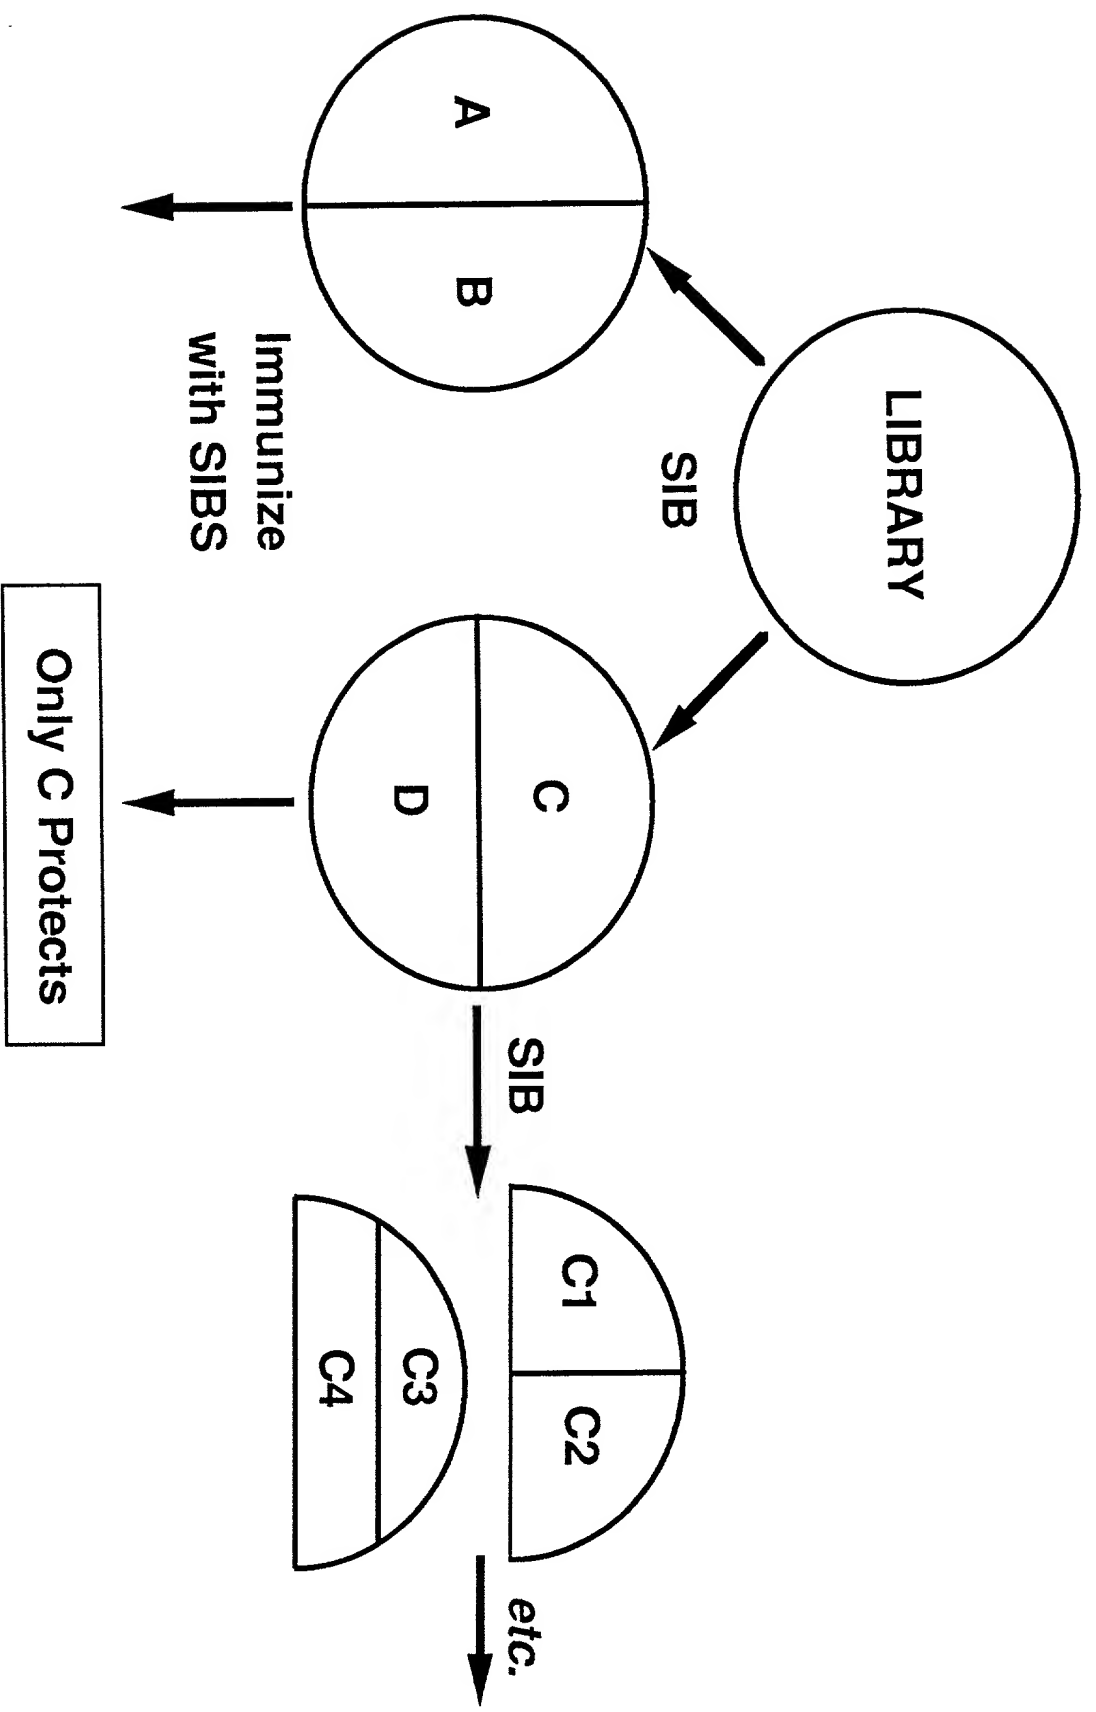 LIBRARY
SIB
A
B
C
D
SIB
C1
C2
C3
C4
etc.
Immunize
with SIBS
Only C Protects